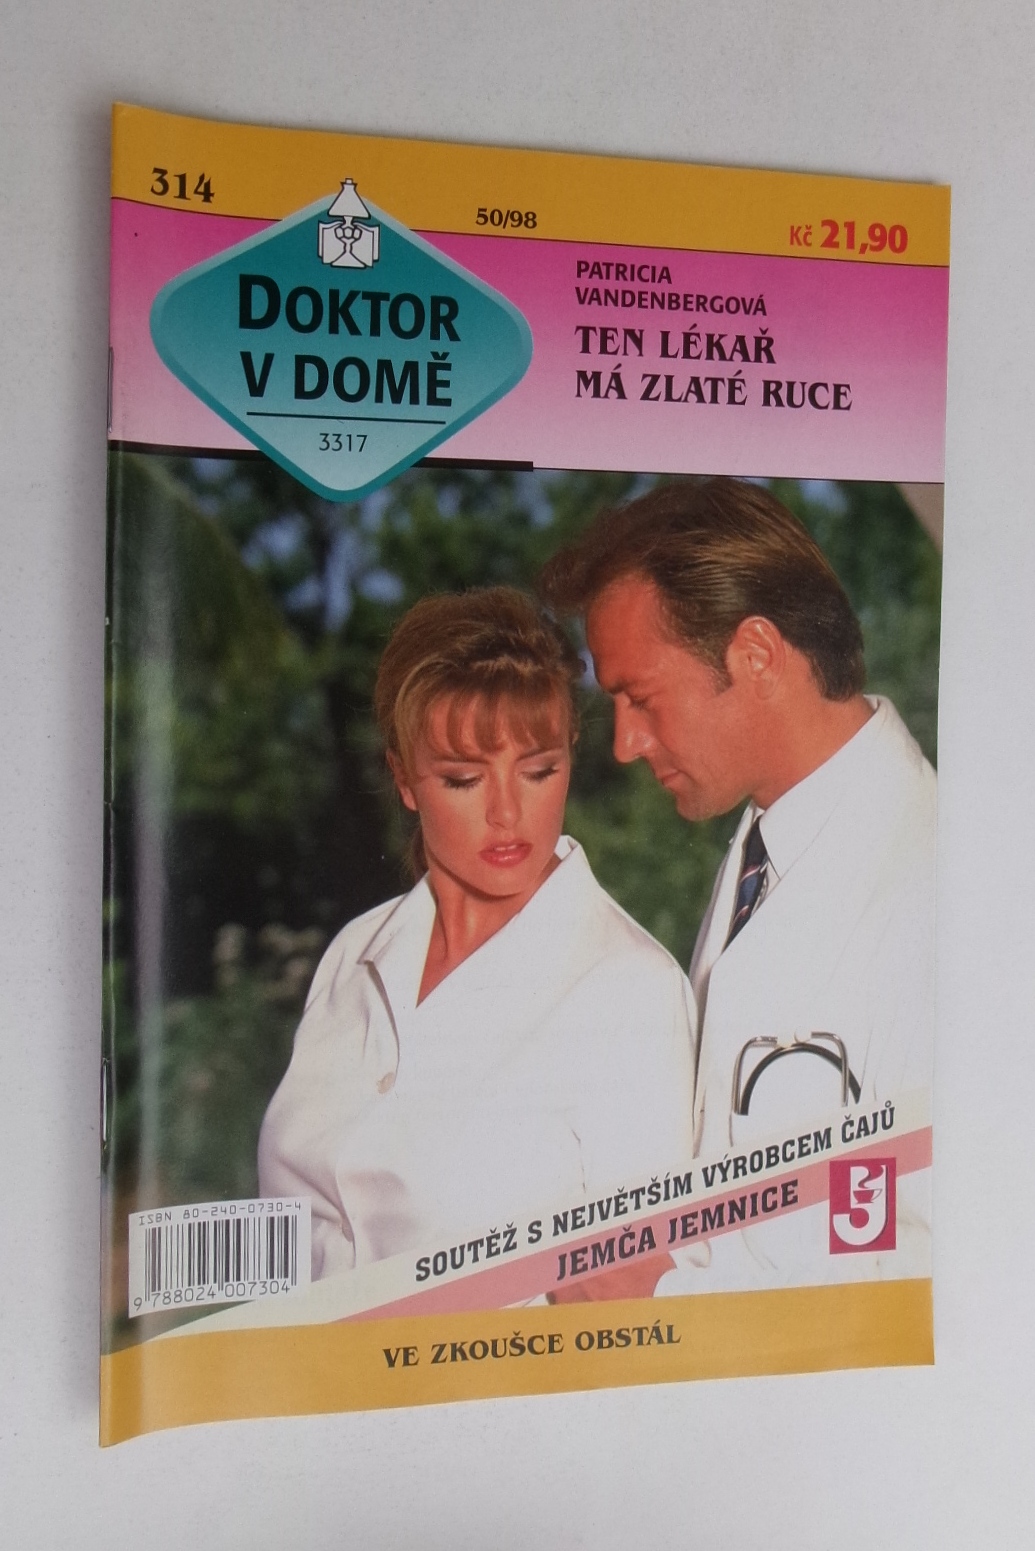 314
50/98
Kč 21,90
DOKTOR
V DOMĚ
3317
PATRICIA
VANDENBERGOVÁ
TEN LÉKAŘ
MÁ ZLATÉ RUCE
SOUTĚŽ S NEJVĚTŠÍM VÝROBCEM ČAJŮ
JEMČA JEMNICE
ISBN 80-240-0730-4
9 788024 007304
VE ZKOUŠCE OBSTÁL